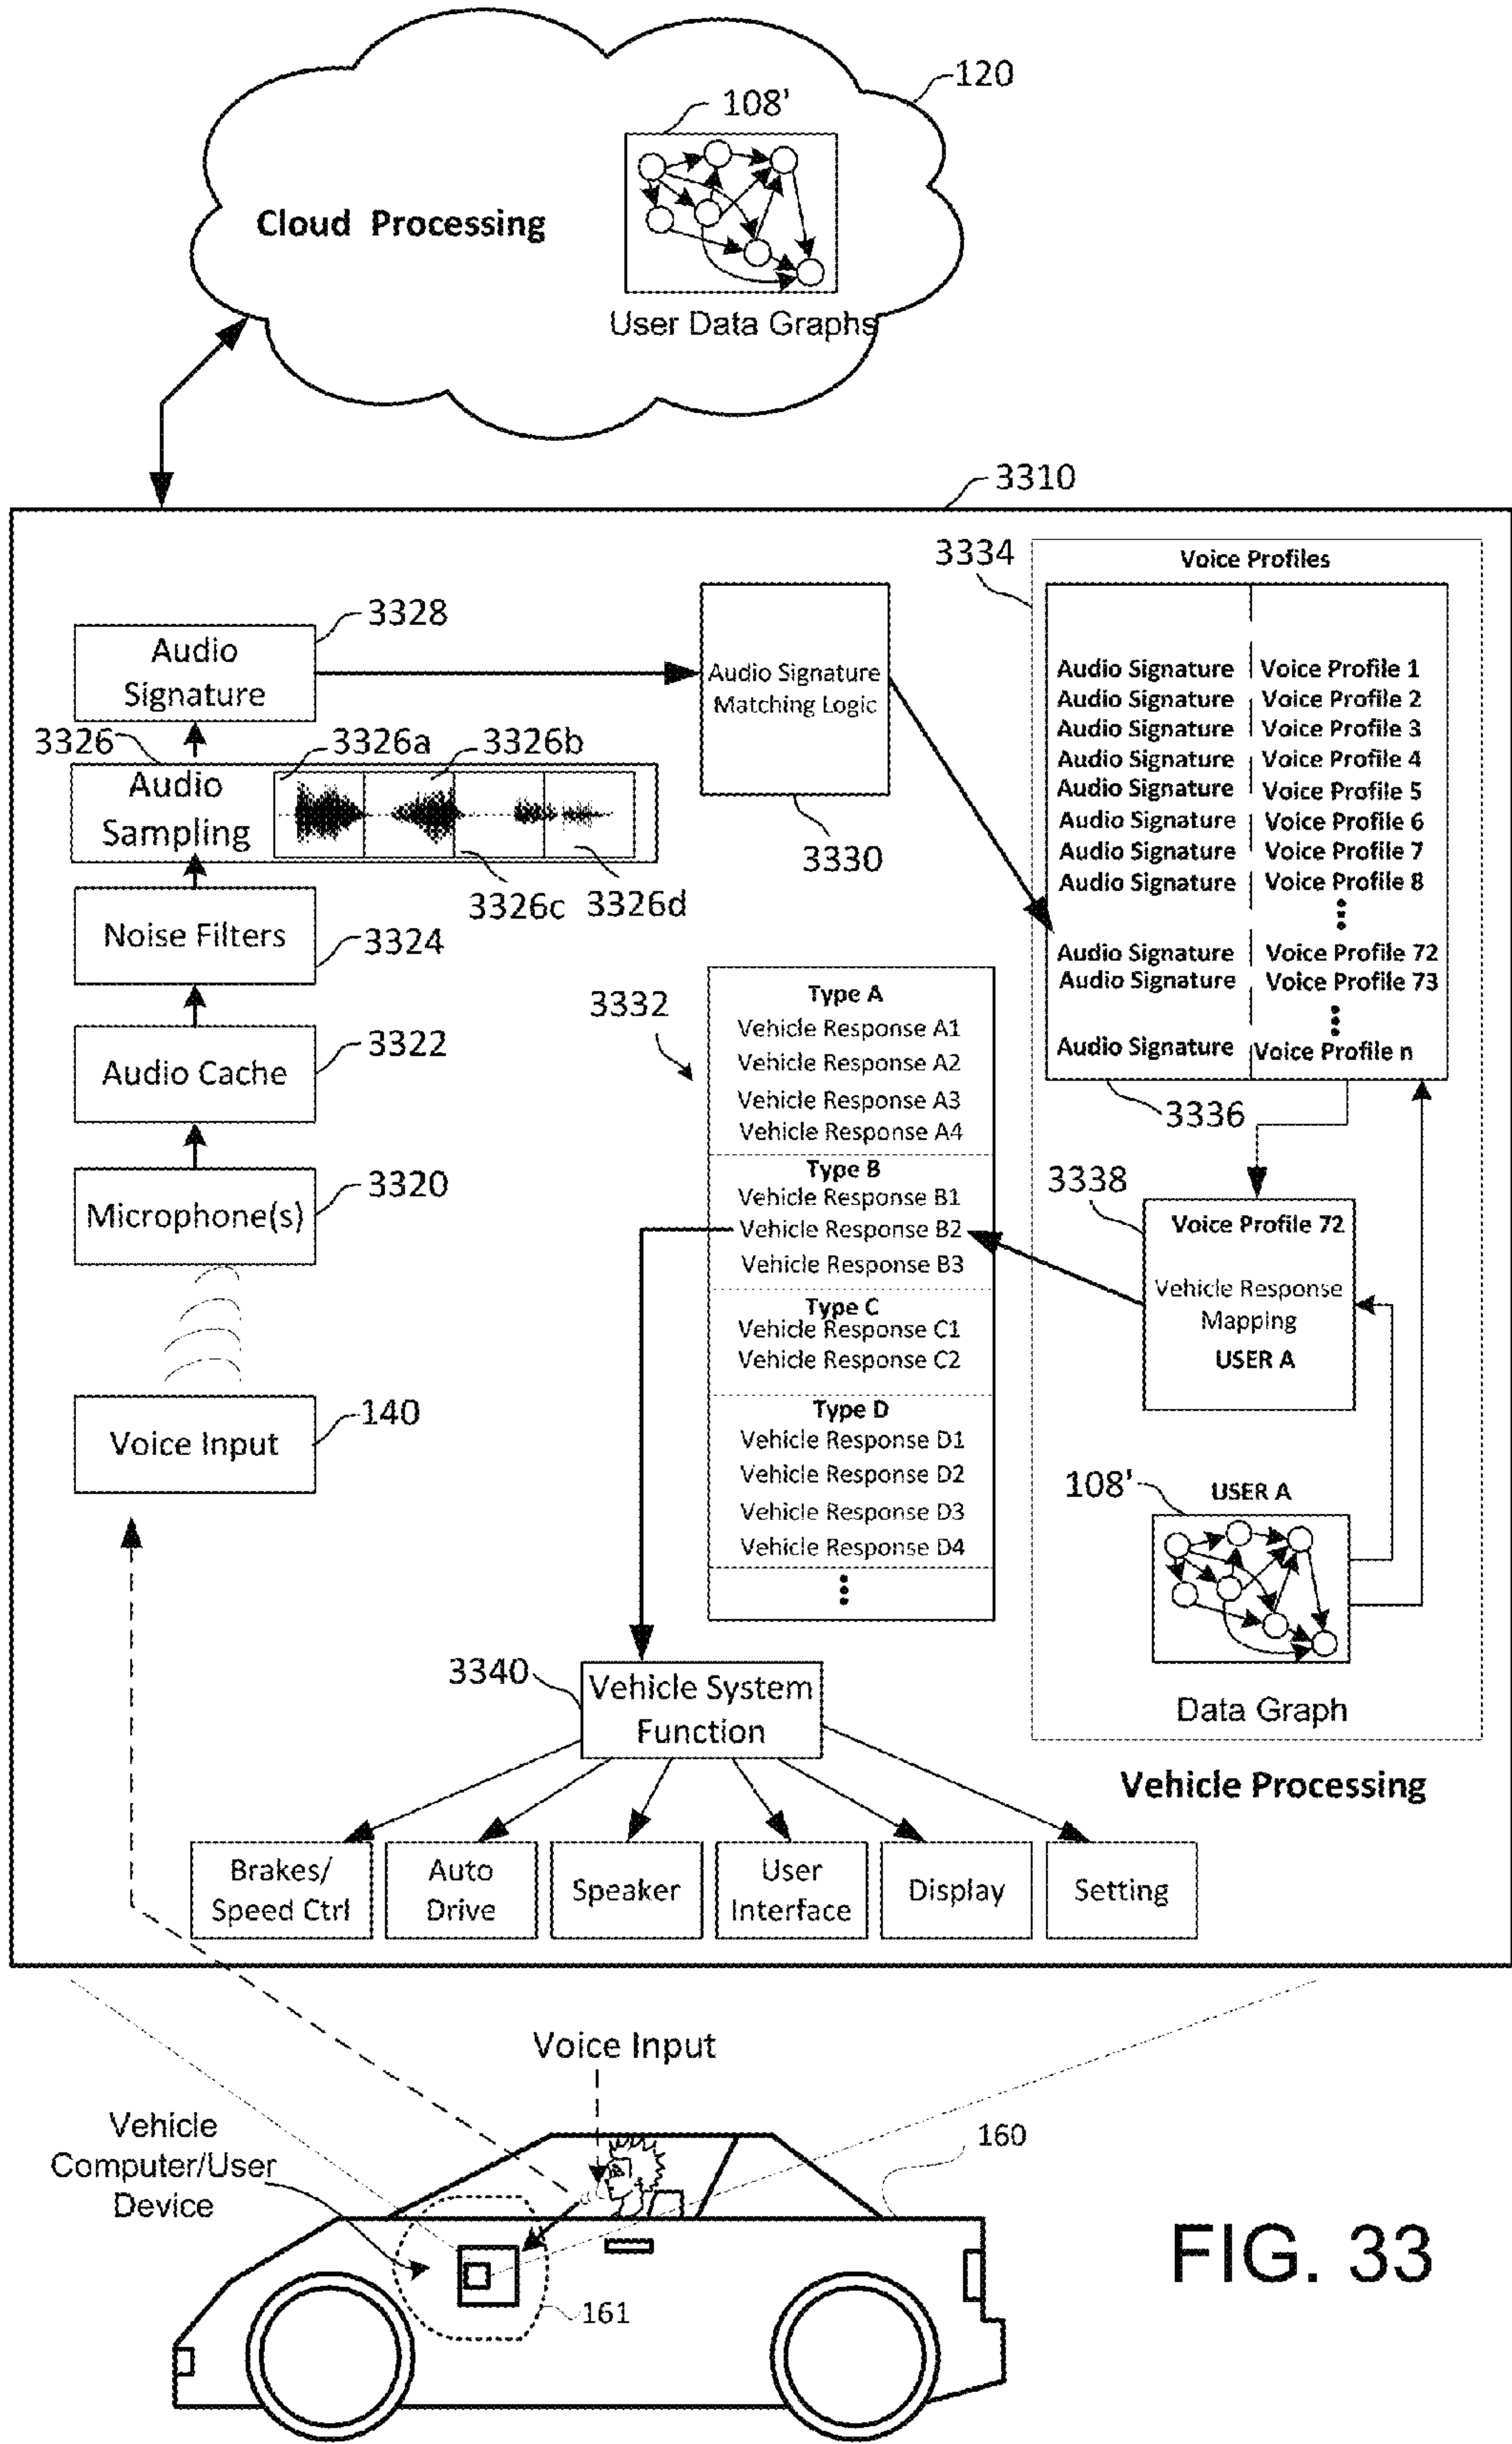 120
108'
Cloud Processing
User Data Graphs
3310
3334
Voice Profiles
3328
Audio
Signature
Audio Signature
Matching Logic
3330
Audio Signature Voice Profile 1
Audio Signature Voice Profile 2
Audio Signature Voice Profile 3
Audio Signature Voice Profile 4
Audio Signature Voice Profile 5
Audio Signature Voice Profile 6
Audio Signature Voice Profile 7
Audio Signature Voice Profile 8
Audio Signature Voice Profile 72
Audio Signature Voice Profile 73
Audio Signature Voice Profile n
3336
3326
3326a
3326b
Audio
Sampling
3326c
3326d
Noise Filters
3324
Audio Cache
3322
Microphone(s)
3320
Voice Input
140
3332
Type A
Vehicle Response A1
Vehicle Response A2
Vehicle Response A3
Vehicle Response A4
Type B
Vehicle Response B1
Vehicle Response B2
Vehicle Response B3
Type C
Vehicle Response C1
Vehicle Response C2
Type D
Vehicle Response D1
Vehicle Response D2
Vehicle Response D3
Vehicle Response D4
3338
Voice Profile 72
Vehicle Response
Mapping
USER A
108'
USER A
Data Graph
3340
Vehicle System
Function
Vehicle Processing
Brakes/
Speed Ctrl
Auto
Drive
Speaker
User
Interface
Display
Setting
Voice Input
Vehicle
Computer/User
Device
160
161
FIG. 33